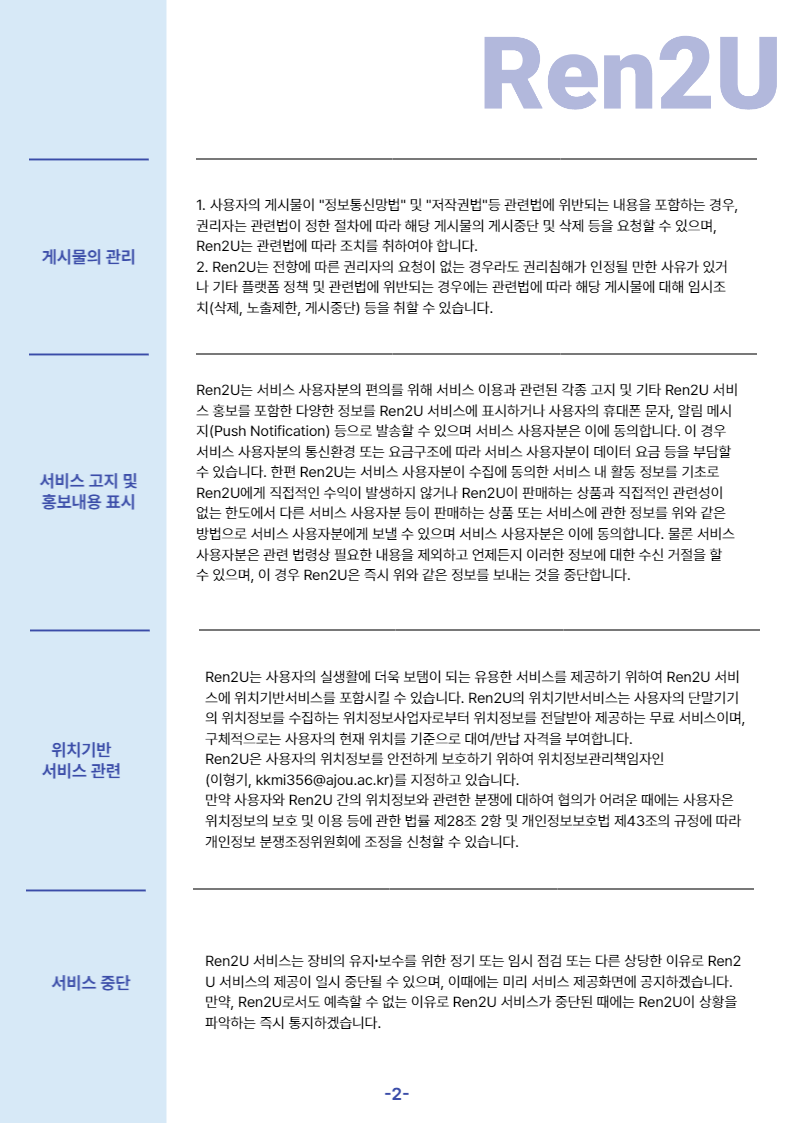 Ren2U
게시물의 관리
1. 사용자의 게시물이 "정보통신망법" 및 "저작권법"등 관련법에 위반되는 내용을 포함하는 경우,
권리자는 관련법이 정한 절차에 따라 해당 게시물의 게시중단 및 삭제 등을 요청할 수 있으며,
Ren2U는 관련법에 따라 조치를 취하여야 합니다.
2. Ren2U는 전항에 따른 권리자의 요청이 없는 경우라도 권리침해가 인정될 만한 사유가 있거
나 기타 플랫폼 정책 및 관련법에 위반되는 경우에는 관련법에 따라 해당 게시물에 대해 임시조
치(삭제, 노출제한, 게시중단) 등을 취할 수 있습니다.
서비스 고지 및
홍보내용 표시
Ren2U는 서비스 사용자분의 편의를 위해 서비스 이용과 관련된 각종 고지 및 기타 Ren2U 서비
스 홍보를 포함한 다양한 정보를 Ren2U 서비스에 표시하거나 사용자의 휴대폰 문자, 알림 메시
지(Push Notification) 등으로 발송할 수 있으며 서비스 사용자분은 이에 동의합니다. 이 경우
서비스 사용자분의 통신환경 또는 요금구조에 따라 서비스 사용자분이 데이터 요금 등을 부담할
수 있습니다. 한편 Ren2U는 서비스 사용자분이 수집에 동의한 서비스 내 활동 정보를 기초로
Ren2U에게 직접적인 수익이 발생하지 않거나 Ren2U이 판매하는 상품과 직접적인 관련성이
없는 한도에서 다른 서비스 사용자분 등이 판매하는 상품 또는 서비스에 관한 정보를 위와 같은
방법으로 서비스 사용자분에게 보낼 수 있으며 서비스 사용자분은 이에 동의합니다. 물론 서비스
사용자분은 관련 법령상 필요한 내용을 제외하고 언제든지 이러한 정보에 대한 수신 거절을 할
수 있으며, 이 경우 Ren2U은 즉시 위와 같은 정보를 보내는 것을 중단합니다.
위치기반
서비스 관련
Ren2U는 사용자의 실생활에 더욱 보탬이 되는 유용한 서비스를 제공하기 위하여 Ren2U 서비
스에 위치기반서비스를 포함시킬 수 있습니다. Ren2U의 위치기반서비스는 사용자의 단말기기
의 위치정보를 수집하는 위치정보사업자로부터 위치정보를 전달받아 제공하는 무료 서비스이며,
구체적으로는 사용자의 현재 위치를 기준으로 대여/반납 자격을 부여합니다.
Ren2U은 사용자의 위치정보를 안전하게 보호하기 위하여 위치정보관리책임자인
(이형기, kkmi356@ajou.ac.kr)를 지정하고 있습니다.
만약 사용자와 Ren2U 간의 위치정보와 관련한 분쟁에 대하여 협의가 어려운 때에는 사용자은
위치정보의 보호 및 이용 등에 관한 법률 제28조 2항 및 개인정보보호법 제43조의 규정에 따라
개인정보 분쟁조정위원회에 조정을 신청할 수 있습니다.
서비스 중단
Ren2U 서비스는 장비의 유지•보수를 위한 정기 또는 임시 점검 또는 다른 상당한 이유로 Ren2
U 서비스의 제공이 일시 중단될 수 있으며, 이때에는 미리 서비스 제공화면에 공지하겠습니다.
만약, Ren2U로서도 예측할 수 없는 이유로 Ren2U 서비스가 중단된 때에는 Ren2U이 상황을
파악하는 즉시 통지하겠습니다.
-2-